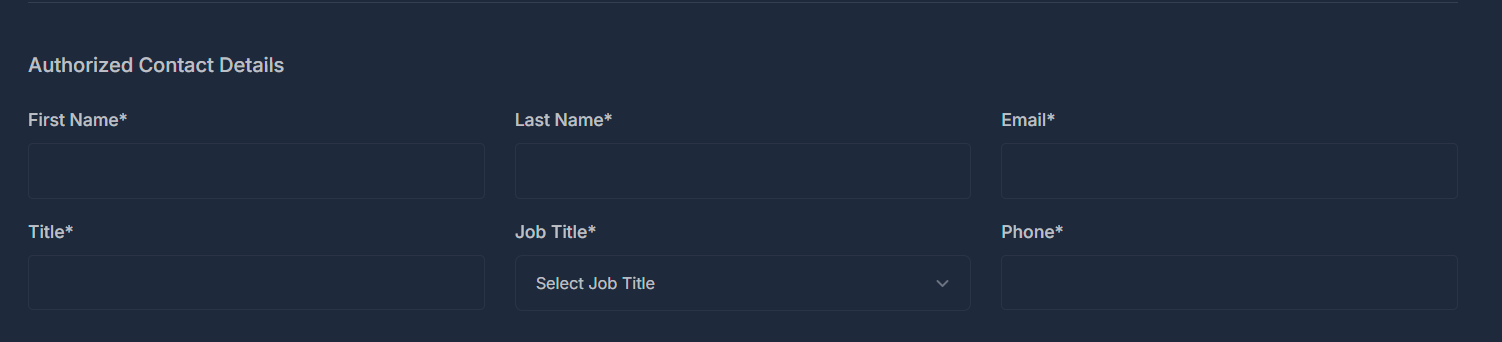 Authorized Contact Details
First Name* Last Name* Email*
Title* Job Title* Phone*
Select Job Title